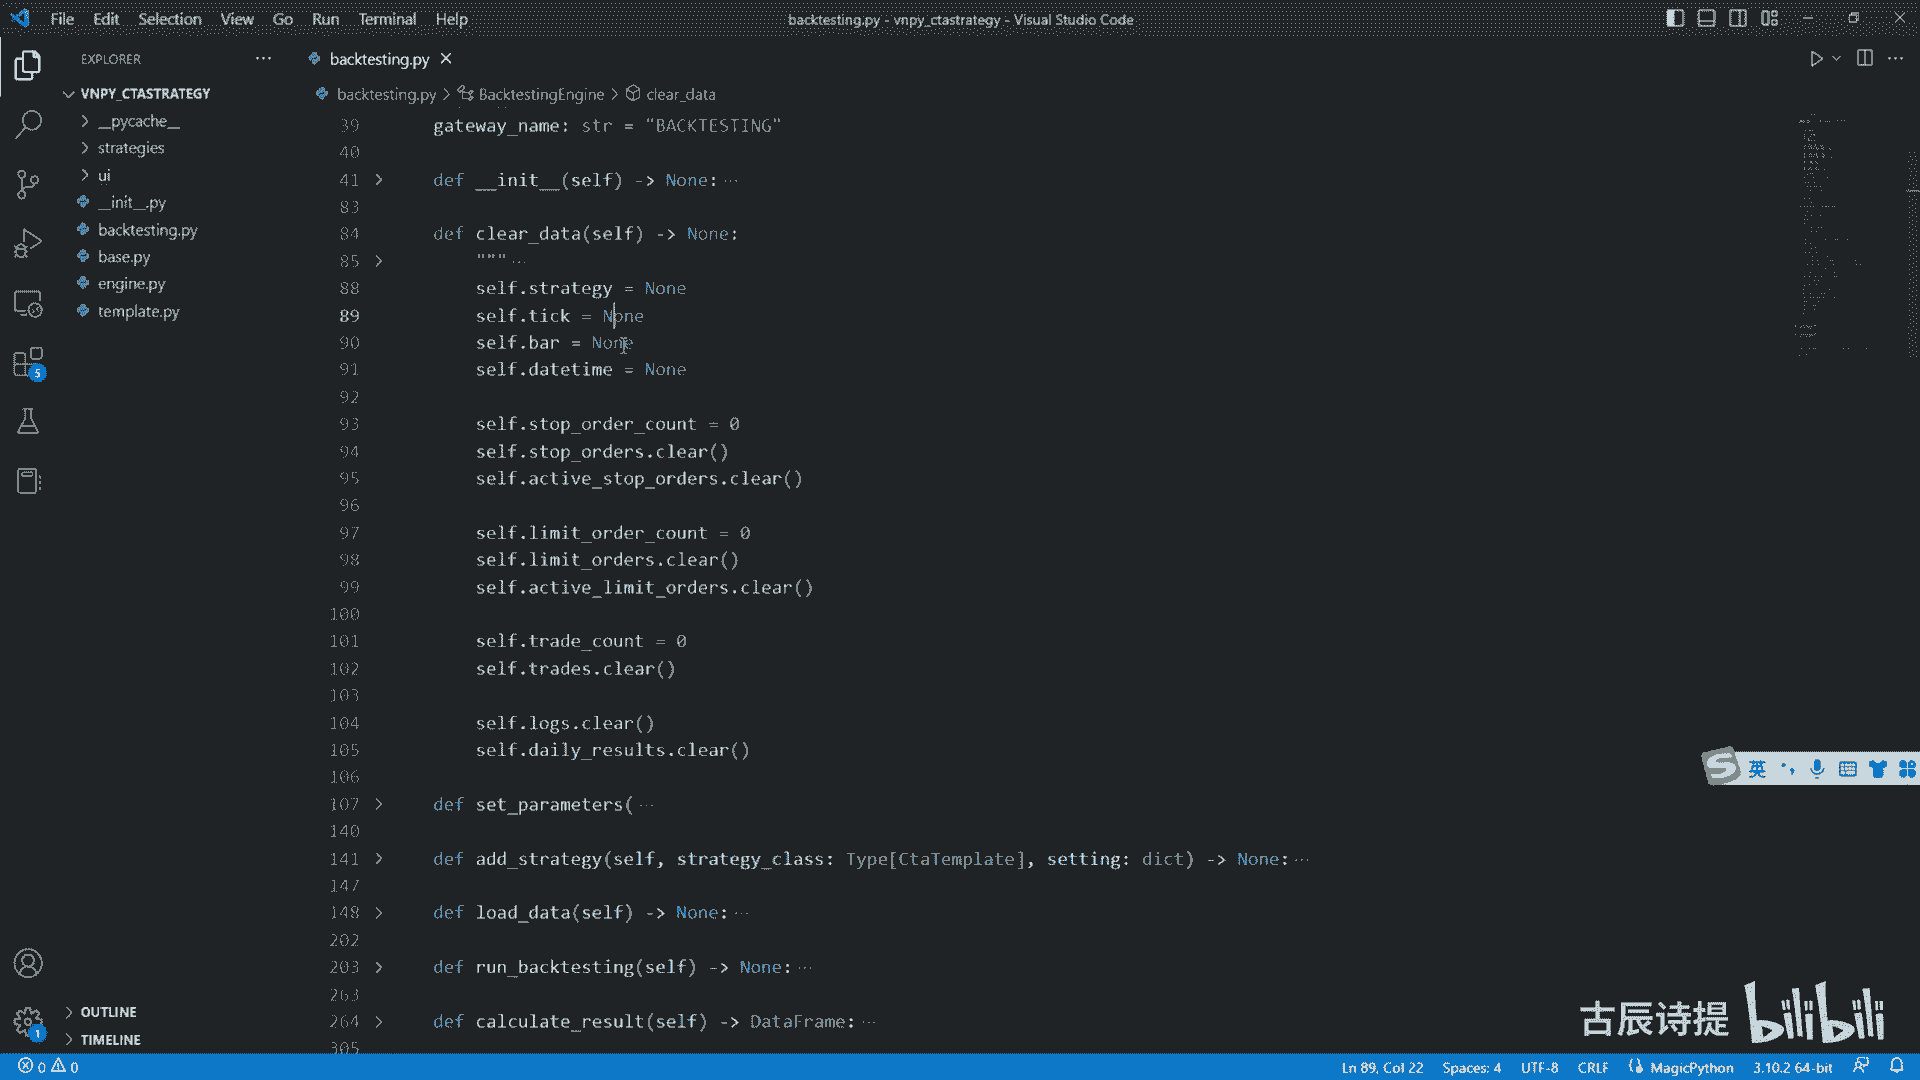 File Edit Selection View Go Run Terminal Help
backtesting.py - vnpy_ctastrategy - Visual Studio Code
EXPLORER
VNPY_CTASTRATEGY
__pycache__
strategies
ui
__init__.py
backtesting.py
base.py
engine.py
template.py
5
1
OUTLINE
TIMELINE
backtesting.py
backtesting.py > BacktestingEngine > clear_data
39 gateway_name: str = "BACKTESTING"
40
41 def __init__(self) -> None: ···
83
84 def clear_data(self) -> None:
85 """ ···
88 self.strategy = None
89 self.tick = None
90 self.bar = None
91 self.datetime = None
92
93 self.stop_order_count = 0
94 self.stop_orders.clear()
95 self.active_stop_orders.clear()
96
97 self.limit_order_count = 0
98 self.limit_orders.clear()
99 self.active_limit_orders.clear()
100
101 self.trade_count = 0
102 self.trades.clear()
103
104 self.logs.clear()
105 self.daily_results.clear()
106
107 def set_parameters( ···
140
141 def add_strategy(self, strategy_class: Type[CtaTemplate], setting: dict) -> None: ···
147
148 def load_data(self) -> None: ···
202
203 def run_backtesting(self) -> None: ···
263
264 def calculate_result(self) -> DataFrame: ···
305
S 英
古辰诗提 bilibili
0 0
Ln 89, Col 22 Spaces: 4 UTF-8 CRLF MagicPython 3.10.2 64-bit